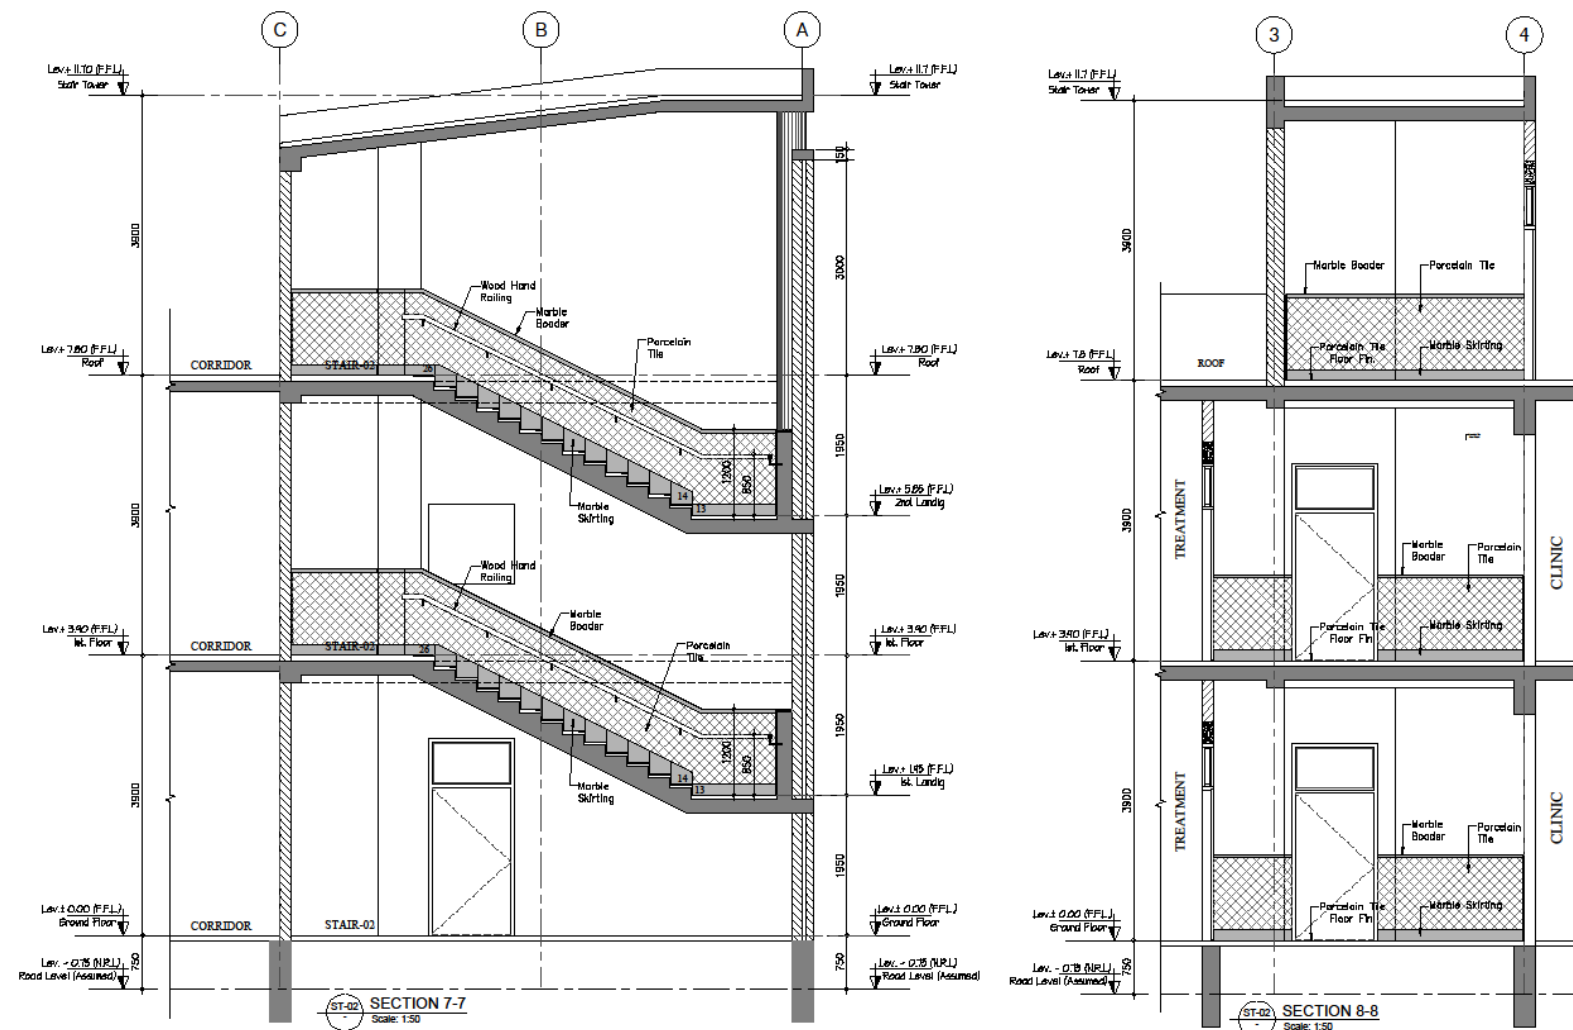 C
B
A
Lev.+ 11.70 (F.F.L)
Stair Tower
Lev.+ 11.7 (F.F.L)
Stair Tower
150
3900
3000
Wood Hand
Railing
Marble
Boader
Porcelain
Tile
Lev.+ 7.80 (F.F.L)
Roof
CORRIDOR
STAIR-02
26
Lev.+ 7.80 (F.F.L)
Roof
1950
1200
850
14
13
Marble
Skirting
Lev.+ 5.85 (F.F.L)
2nd. Landig
3900
1950
Wood Hand
Railing
Marble
Boader
Porcelain
Tile
Lev.+ 3.90 (F.F.L)
1st. Floor
CORRIDOR
STAIR-02
26
Lev.+ 3.90 (F.F.L)
1st. Floor
1950
1200
850
14
13
Marble
Skirting
Lev.+ 1.95 (F.F.L)
1st. Landig
3900
1950
Lev.± 0.00 (F.F.L)
Ground Floor
CORRIDOR
STAIR-02
Lev.± 0.00 (F.F.L)
Ground Floor
750
Lev. - 0.75 (N.R.L)
Road Level (Assumed)
750
Lev. - 0.75 (N.R.L)
Road Level (Assumed)
ST-02
-
SECTION 7-7
Scale: 1:50
3
4
Lev.+ 11.7 (F.F.L)
Stair Tower
3900
Marble Boader
Porcelain Tile
Lev.+ 7.8 (F.F.L)
Roof
ROOF
Porcelain Tile
Floor Fin.
Marble Skirting
3900
TREATMENT
CLINIC
Marble
Boader
Porcelain
Tile
Lev.+ 3.90 (F.F.L)
1st. Floor
Porcelain Tile
Floor Fin
Marble Skirting
3900
TREATMENT
CLINIC
Marble
Boader
Porcelain
Tile
Lev.± 0.00 (F.F.L)
Ground Floor
Porcelain Tile
Floor Fin
Marble Skirting
750
Lev. - 0.75 (N.R.L)
Road Level (Assumed)
ST-02
-
SECTION 8-8
Scale: 1:50